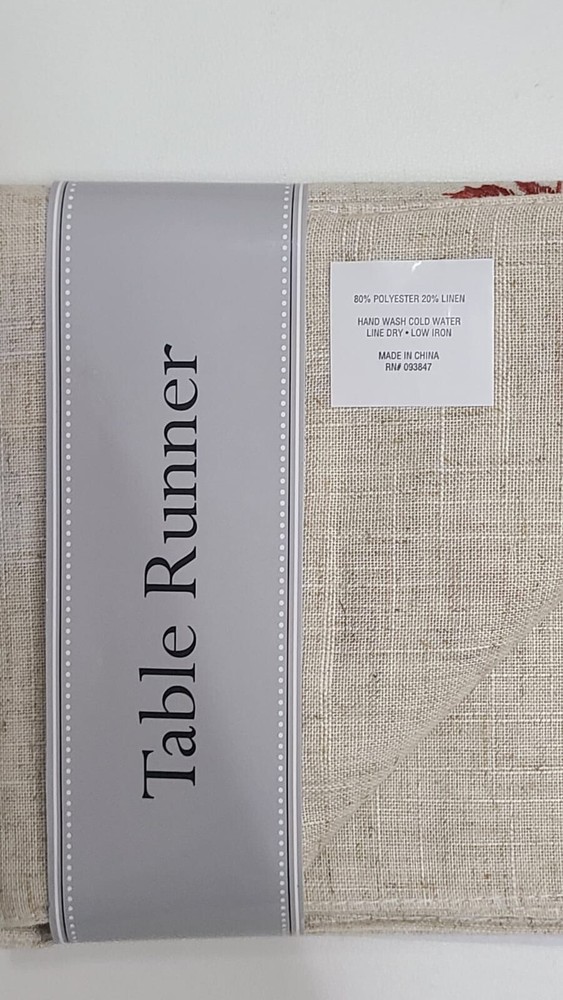 Table Runner
80% POLYESTER 20% LINEN
HAND WASH COLD WATER
LINE DRY • LOW IRON
MADE IN CHINA
RN# 093847